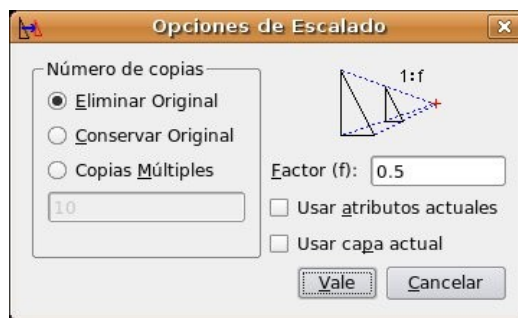 Opciones de Escalado
Número de copias
Eliminar Original
Conservar Original
Copias Múltiples
10
1:f
Factor (f): 0.5
Usar atributos actuales
Usar capa actual
Vale Cancelar